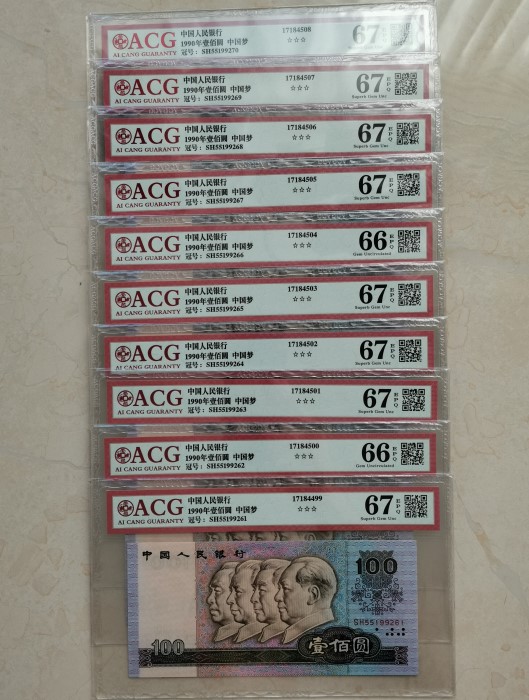 ACG
AI CANG GUARANTY
中国人民银行
1990年壹佰圆 中国梦
冠号：SH55199270
17184508
☆☆☆
67
ACG
AI CANG GUARANTY
中国人民银行
1990年壹佰圆 中国梦
冠号：SH55199269
17184507
☆☆☆
67 EPQ
Superb Gem Unc
ACG
AI CANG GUARANTY
中国人民银行
1990年壹佰圆 中国梦
冠号：SH55199268
17184506
☆☆☆
67 EPQ
Superb Gem Unc
ACG
AI CANG GUARANTY
中国人民银行
1990年壹佰圆 中国梦
冠号：SH55199267
17184505
☆☆☆
67 EPQ
Superb Gem Unc
ACG
AI CANG GUARANTY
中国人民银行
1990年壹佰圆 中国梦
冠号：SH55199266
17184504
☆☆☆
66 EPQ
Gem Uncirculated
ACG
AI CANG GUARANTY
中国人民银行
1990年壹佰圆 中国梦
冠号：SH55199265
17184503
☆☆☆
67 EPQ
Superb Gem Unc
ACG
AI CANG GUARANTY
中国人民银行
1990年壹佰圆 中国梦
冠号：SH55199264
17184502
☆☆☆
67 EPQ
Superb Gem Unc
ACG
AI CANG GUARANTY
中国人民银行
1990年壹佰圆 中国梦
冠号：SH55199263
17184501
☆☆☆
67 EPQ
Superb Gem Unc
ACG
AI CANG GUARANTY
中国人民银行
1990年壹佰圆 中国梦
冠号：SH55199262
17184500
☆☆☆
66 EPQ
Gem Uncirculated
ACG
AI CANG GUARANTY
中国人民银行
1990年壹佰圆 中国梦
冠号：SH55199261
17184499
☆☆☆
67 EPQ
Superb Gem Unc
中国人民银行
100
SH55199261
100
壹佰圆